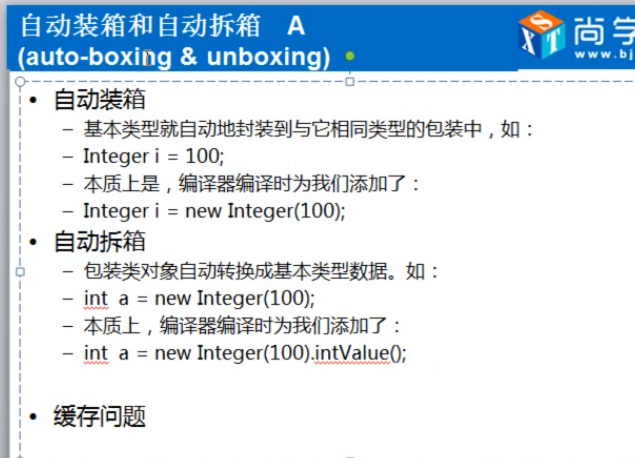 自动装箱和自动拆箱 A
(auto-boxing & unboxing)
SXT
尚学
www.bj
• 自动装箱
– 基本类型就自动地封装到与它相同类型的包装中，如：
– Integer i = 100;
– 本质上是，编译器编译时为我们添加了：
– Integer i = new Integer(100);
• 自动拆箱
– 包装类对象自动转换成基本类型数据。如：
– int a = new Integer(100);
– 本质上，编译器编译时为我们添加了：
– int a = new Integer(100).intValue();
• 缓存问题